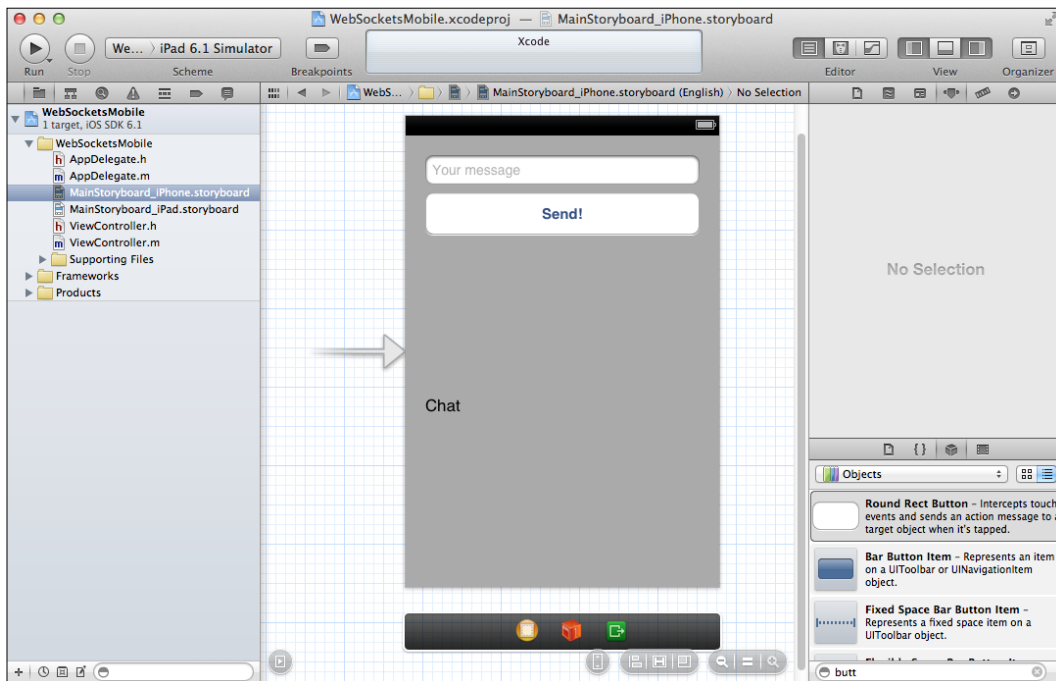 WebSocketsMobile.xcodeproj — MainStoryboard_iPhone.storyboard
We... 〉 iPad 6.1 Simulator
Xcode
Run Stop Scheme Breakpoints Editor View Organizer
WebS... 〉 〉 〉 MainStoryboard_iPhone.storyboard (English) 〉 No Selection
WebSocketsMobile
1 target, iOS SDK 6.1
WebSocketsMobile
h AppDelegate.h
m AppDelegate.m
MainStoryboard_iPhone.storyboard
MainStoryboard_iPad.storyboard
h ViewController.h
m ViewController.m
Supporting Files
Frameworks
Products
Your message
Send!
Chat
No Selection
{ }
Objects
Round Rect Button – Intercepts touch
events and sends an action message to a
target object when it's tapped.
Bar Button Item – Represents an item
on a UIToolbar or UINavigationItem
object.
Fixed Space Bar Button Item –
Represents a fixed space item on a
UIToolbar object.
butt